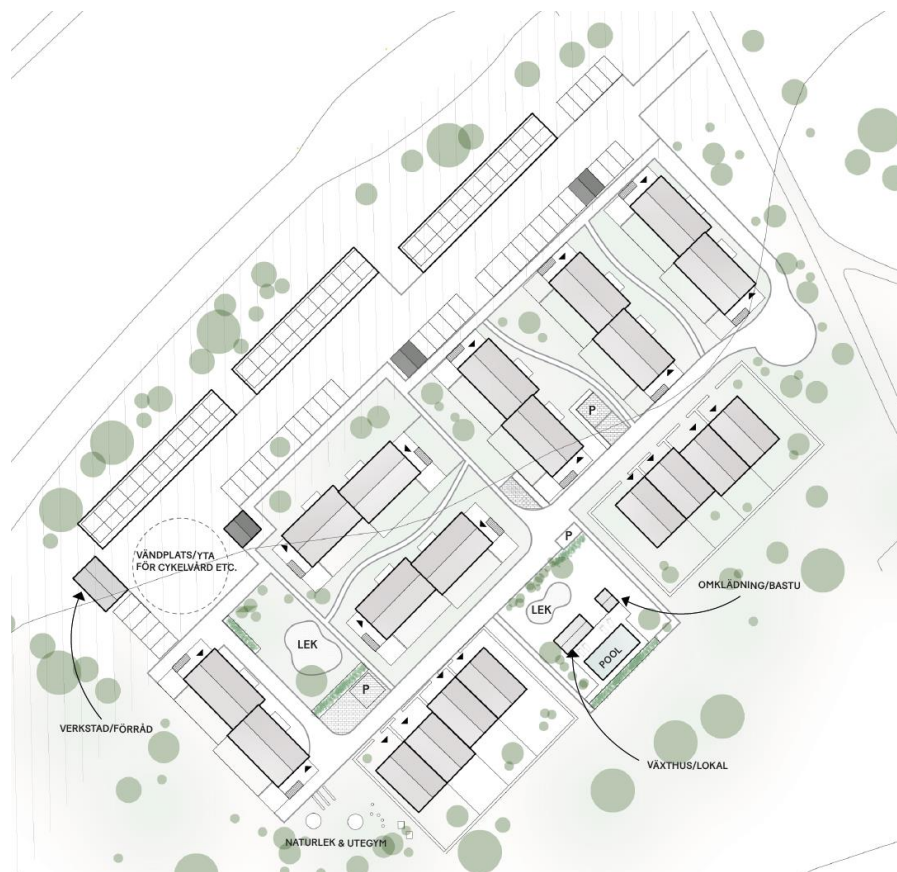 P
VÄNDPLATS/YTA
FÖR CYKELVÅRD ETC.
P
OMKLÄDNING/BASTU
LEK
LEK
POOL
P
VERKSTAD/FÖRRÅD
VÄXTHUS/LOKAL
NATURLEK & UTEGYM